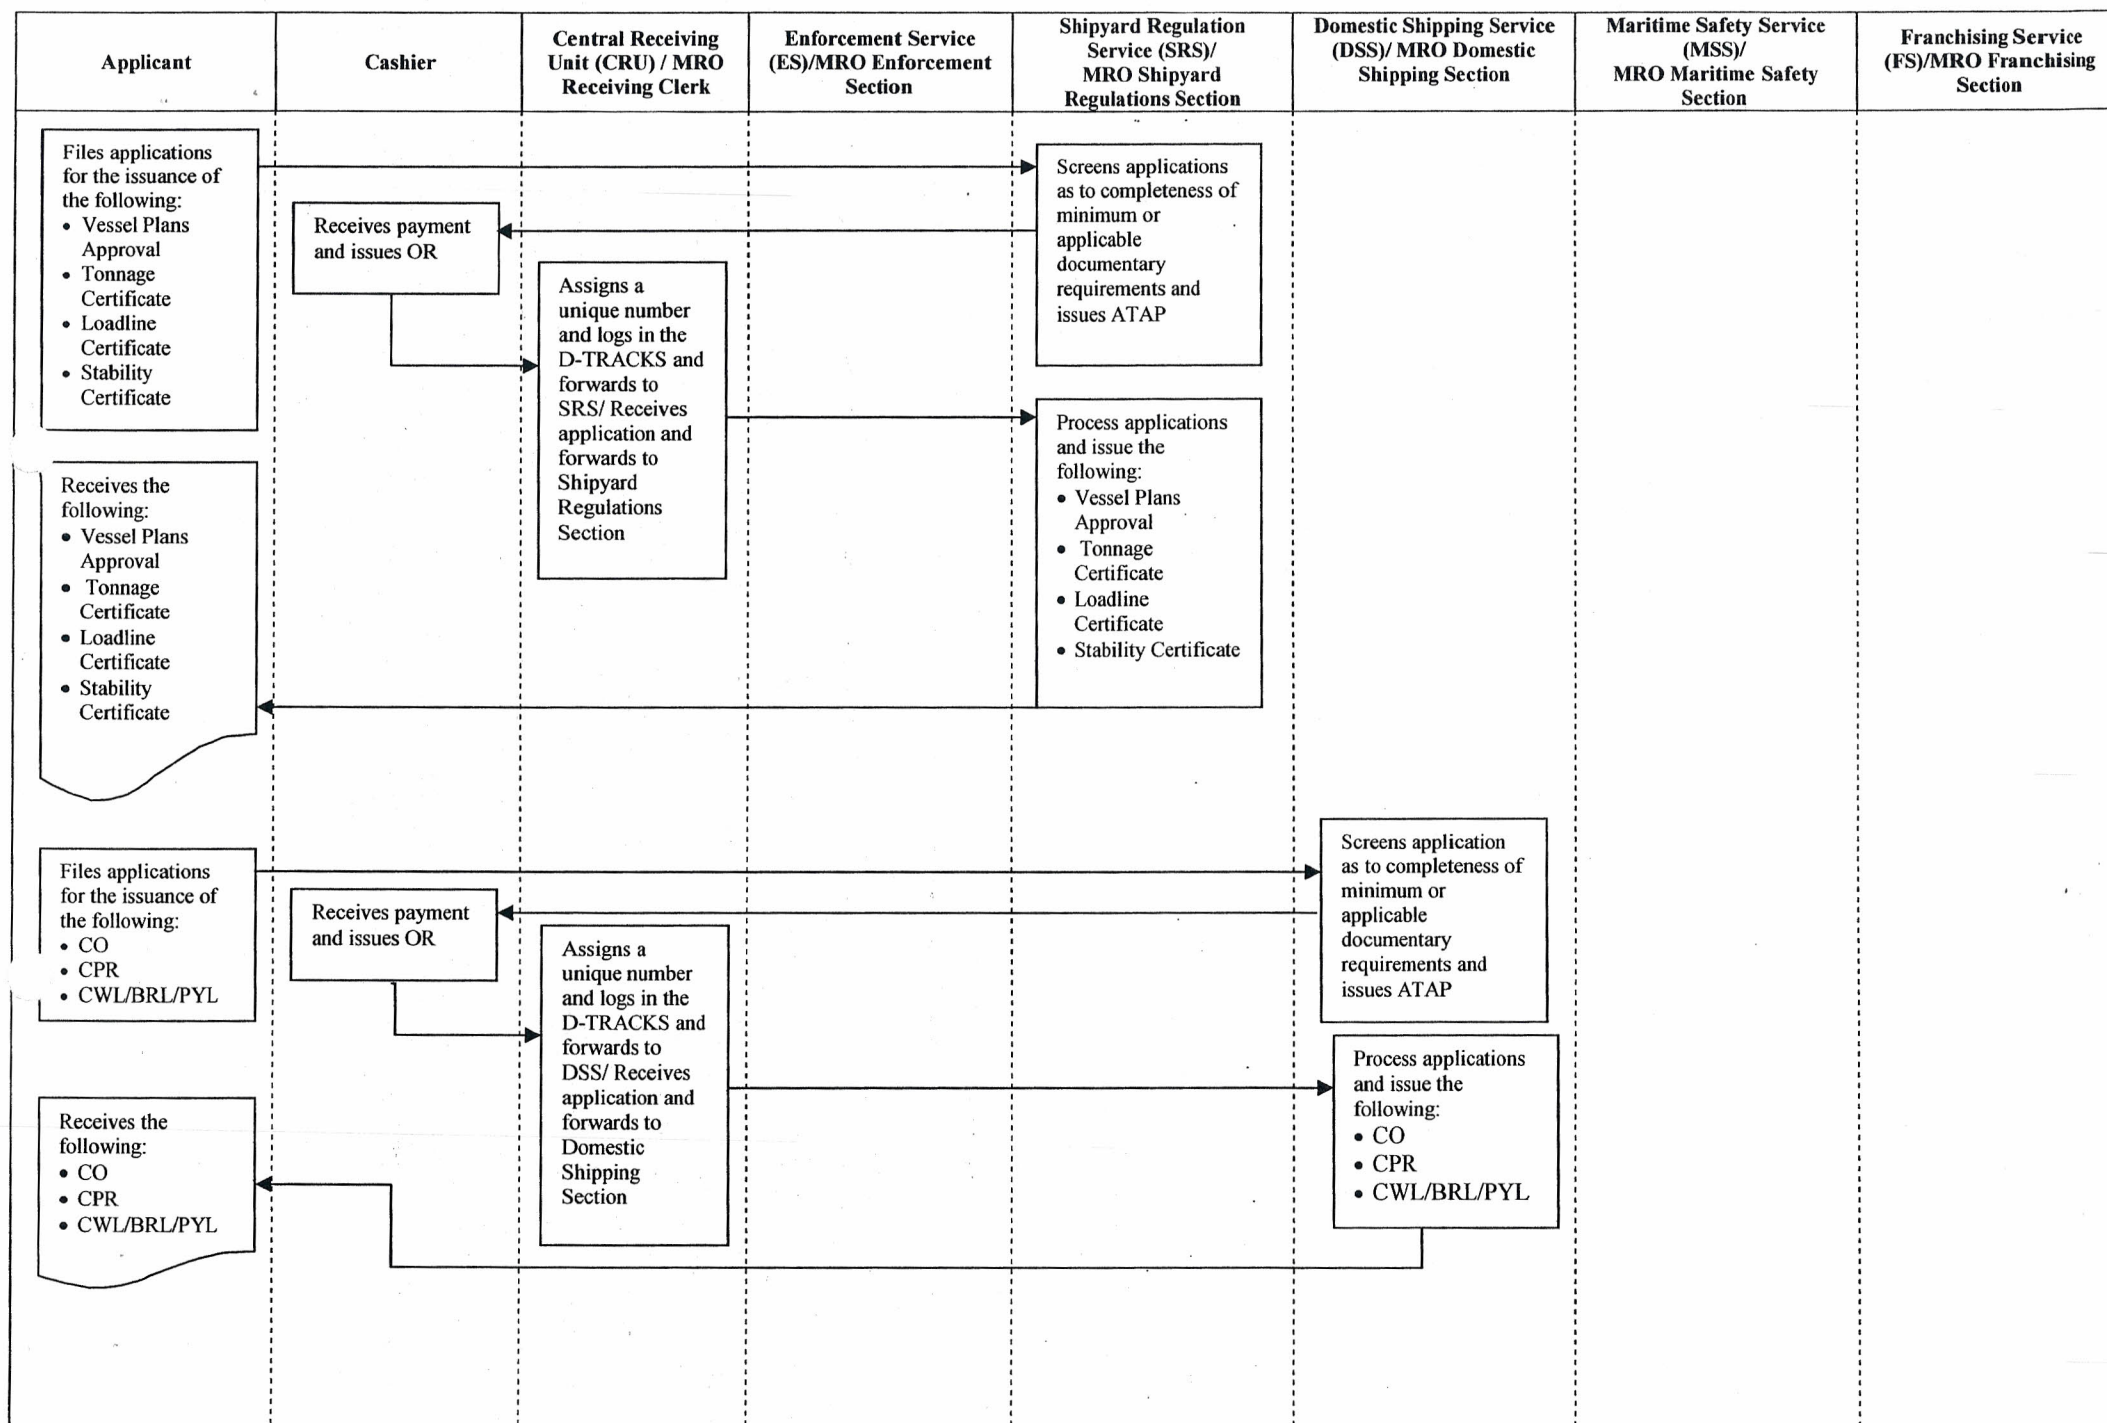 Applicant
Cashier
Central Receiving
Unit (CRU) / MRO
Receiving Clerk
Enforcement Service
(ES)/MRO Enforcement
Section
Shipyard Regulation
Service (SRS)/
MRO Shipyard
Regulations Section
Domestic Shipping Service
(DSS)/ MRO Domestic
Shipping Section
Maritime Safety Service
(MSS)/
MRO Maritime Safety
Section
Franchising Service
(FS)/MRO Franchising
Section
Files applications
for the issuance of
the following:
• Vessel Plans
Approval
• Tonnage
Certificate
• Loadline
Certificate
• Stability
Certificate
Receives payment
and issues OR
Assigns a
unique number
and logs in the
D-TRACKS and
forwards to
SRS/ Receives
application and
forwards to
Shipyard
Regulations
Section
Screens applications
as to completeness of
minimum or
applicable
documentary
requirements and
issues ATAP
Process applications
and issue the
following:
• Vessel Plans
Approval
• Tonnage
Certificate
• Loadline
Certificate
• Stability Certificate
Receives the
following:
• Vessel Plans
Approval
• Tonnage
Certificate
• Loadline
Certificate
• Stability
Certificate
Files applications
for the issuance of
the following:
• CO
• CPR
• CWL/BRL/PYL
Receives payment
and issues OR
Assigns a
unique number
and logs in the
D-TRACKS and
forwards to
DSS/ Receives
application and
forwards to
Domestic
Shipping
Section
Screens application
as to completeness of
minimum or
applicable
documentary
requirements and
issues ATAP
Process applications
and issue the
following:
• CO
• CPR
• CWL/BRL/PYL
Receives the
following:
• CO
• CPR
• CWL/BRL/PYL